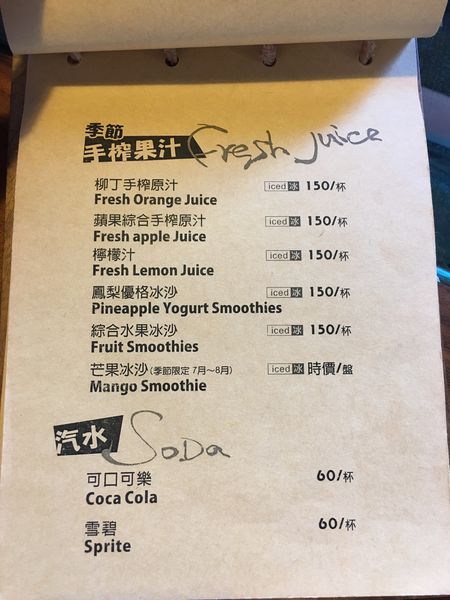 季節
手榨果汁 Fresh Juice
柳丁手榨原汁 iced 冰 150/杯
Fresh Orange Juice
蘋果綜合手榨原汁 iced 冰 150/杯
Fresh apple Juice
檸檬汁 iced 冰 150/杯
Fresh Lemon Juice
鳳梨優格冰沙 iced 冰 150/杯
Pineapple Yogurt Smoothies
綜合水果冰沙 iced 冰 150/杯
Fruit Smoothies
芒果冰沙(季節限定 7月~8月) iced 冰 時價/盤
Mango Smoothie
汽水 Soda
可口可樂 60/杯
Coca Cola
雪碧 60/杯
Sprite